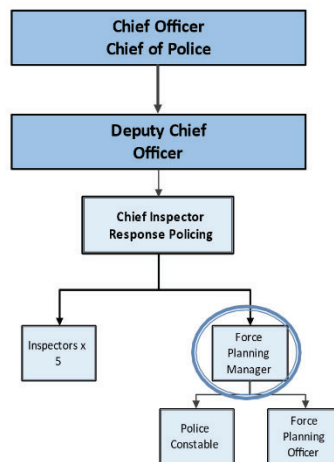 Chief Officer
Chief of Police
Deputy Chief
Officer
Chief Inspector
Response Policing
Inspectors x
5
Force
Planning
Manager
Police
Constable
Force
Planning
Officer